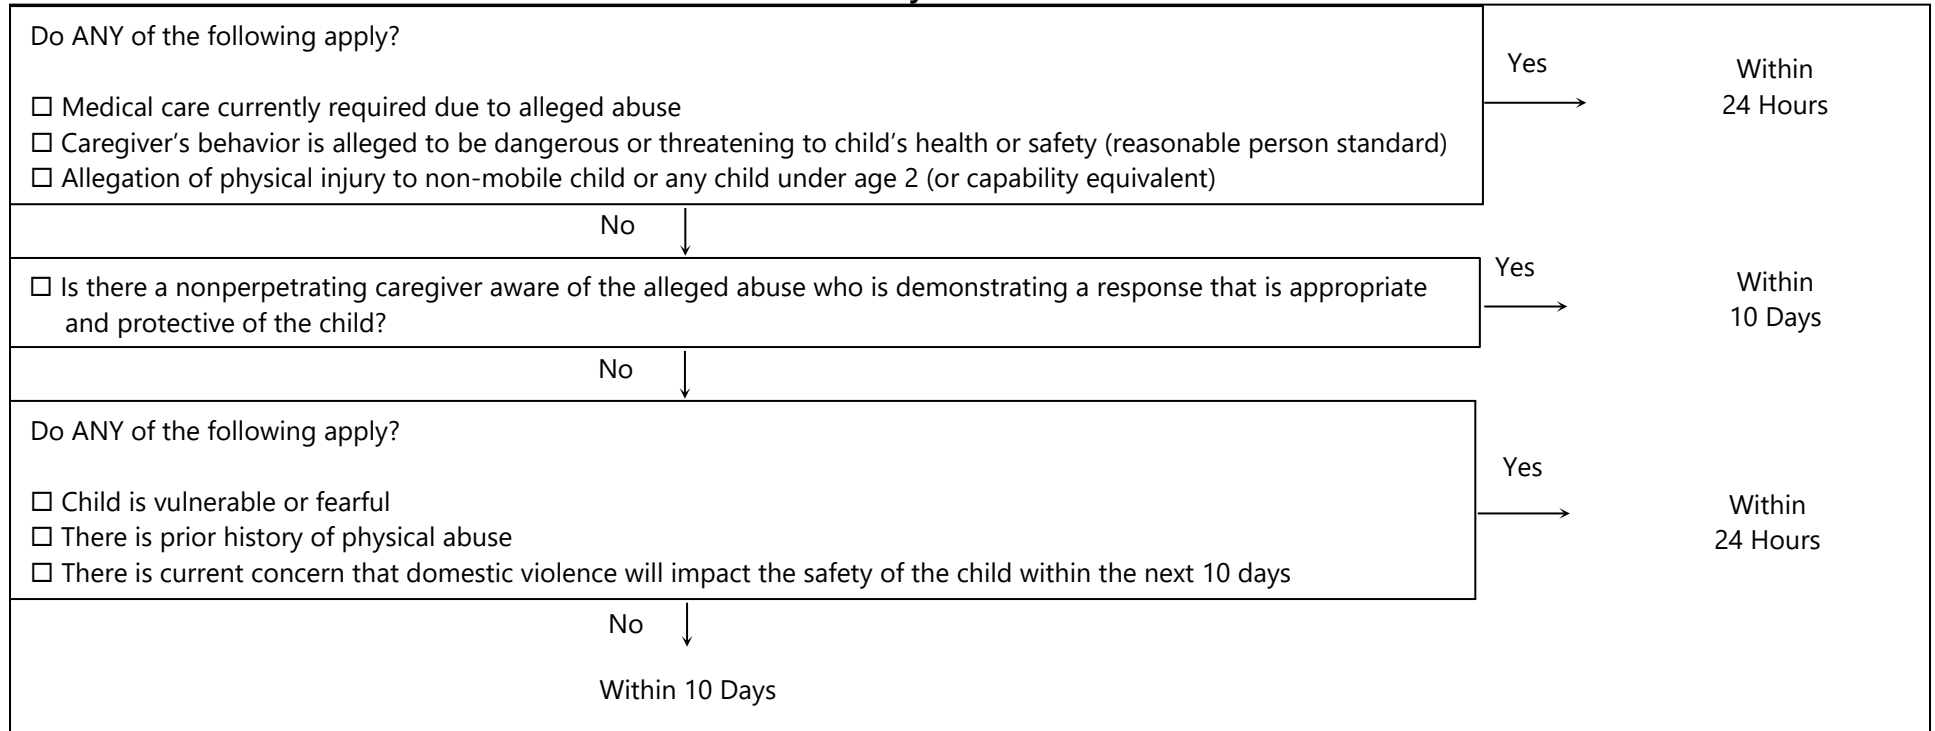 Do ANY of the following apply?
Yes
Within
24 Hours
☐ Medical care currently required due to alleged abuse
☐ Caregiver’s behavior is alleged to be dangerous or threatening to child’s health or safety (reasonable person standard)
☐ Allegation of physical injury to non-mobile child or any child under age 2 (or capability equivalent)
No
☐ Is there a nonperpetrating caregiver aware of the alleged abuse who is demonstrating a response that is appropriate
and protective of the child?
Yes
Within
10 Days
No
Do ANY of the following apply?
☐ Child is vulnerable or fearful
☐ There is prior history of physical abuse
☐ There is current concern that domestic violence will impact the safety of the child within the next 10 days
Yes
Within
24 Hours
No
Within 10 Days